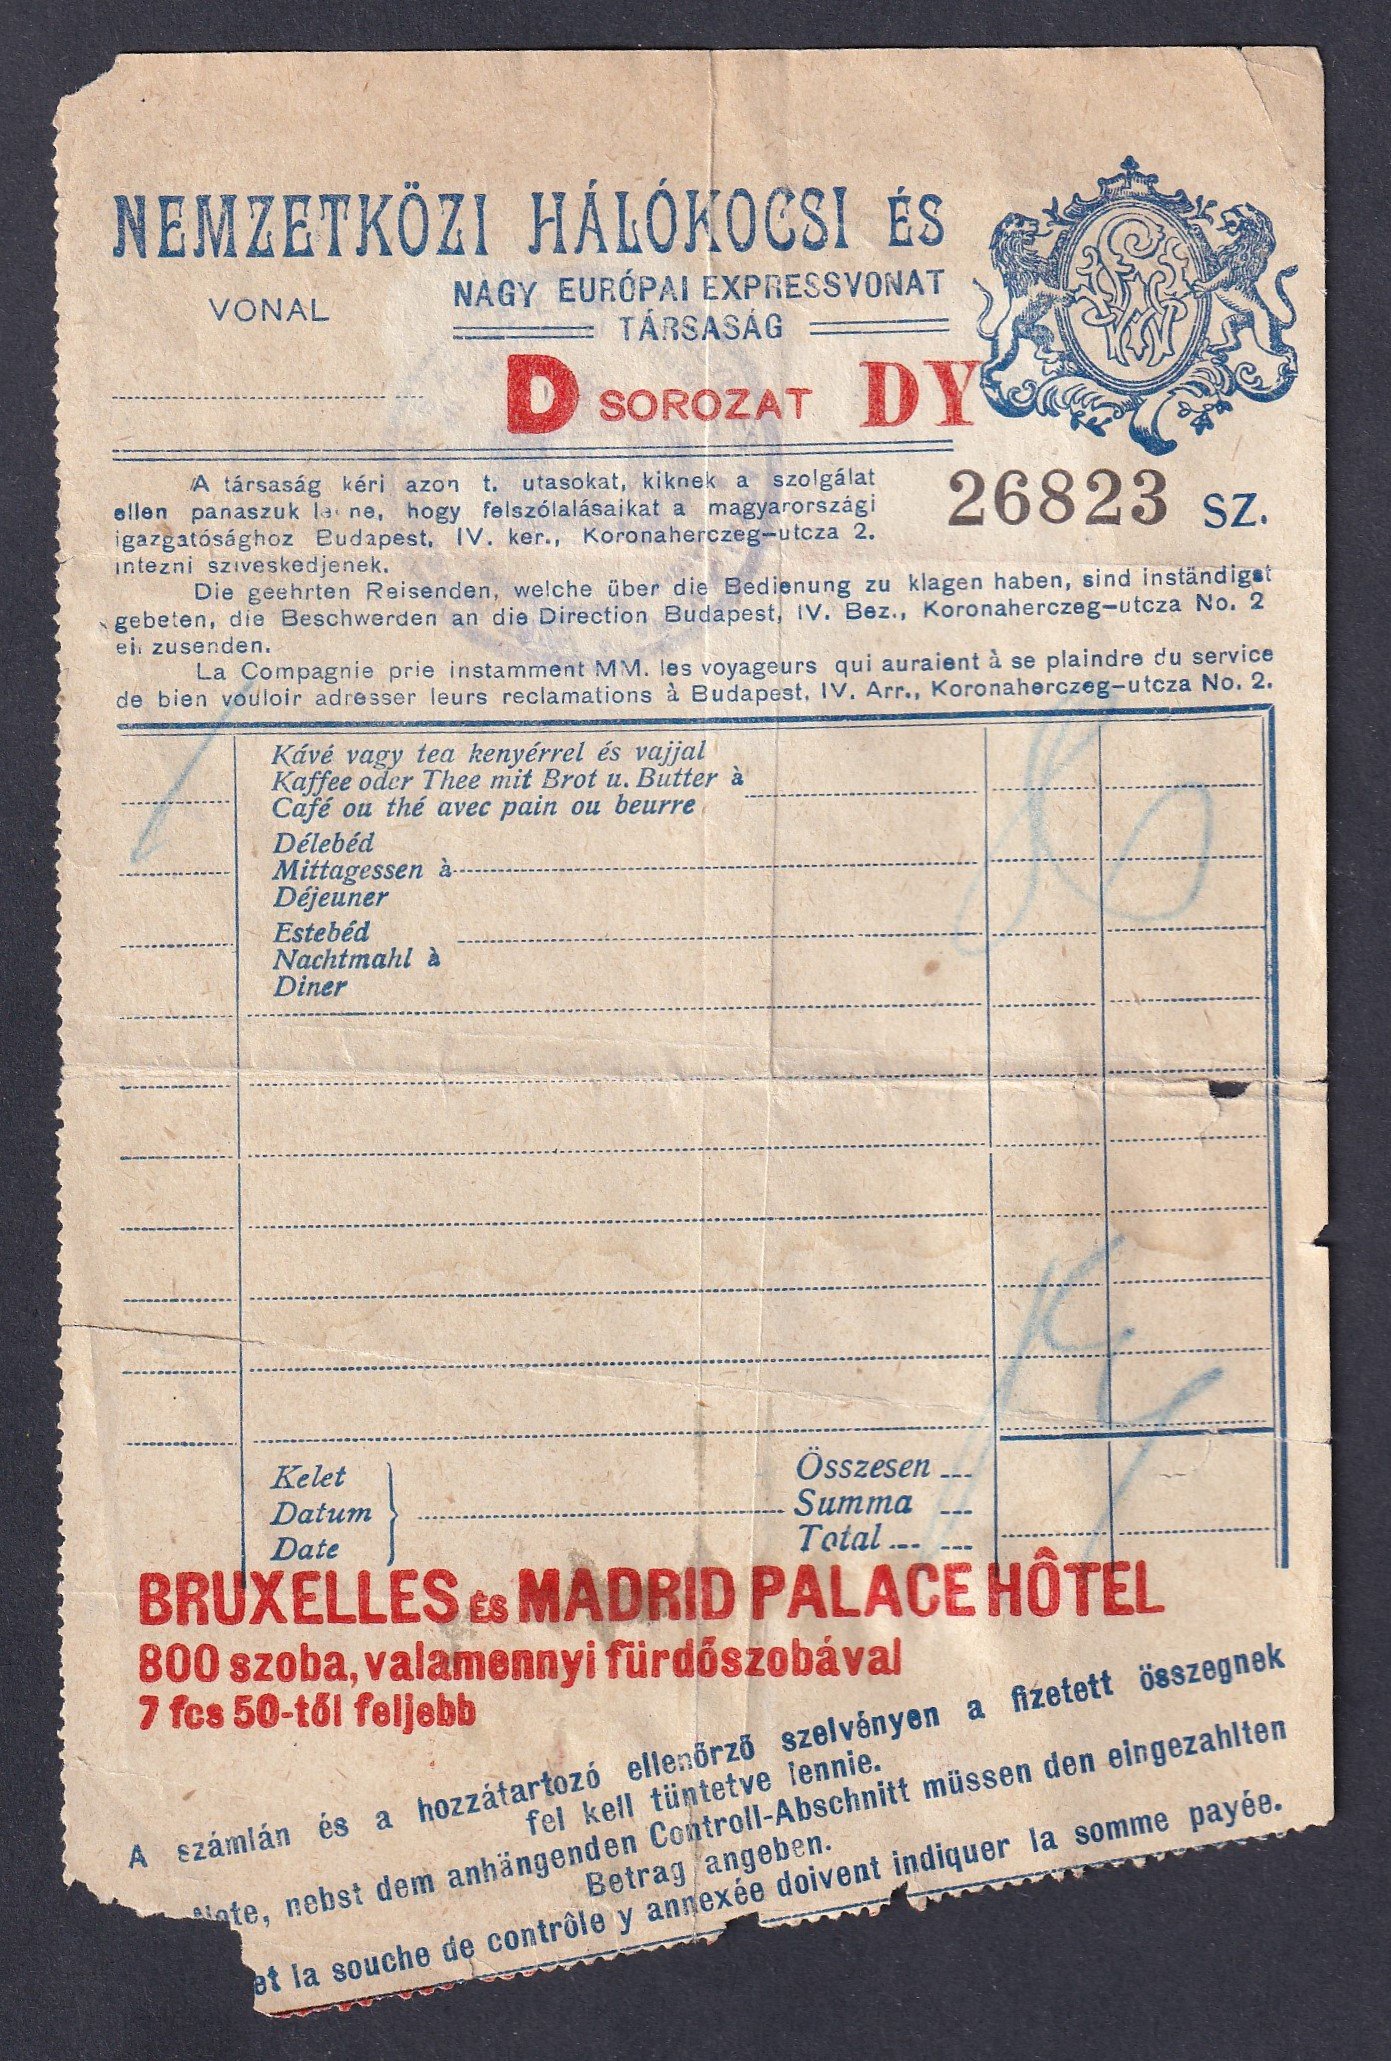 NEMZETKÖZI HÁLÓKOCSI ÉS
NAGY EURÓPAI EXPRESSVONAT
TÁRSASÁG
VONAL
D SOROZAT DY
26823 SZ.
A társaság kéri azon t. utasokat, kiknek a szolgálat
ellen panaszuk le ne, hogy felszólalásaikat a magyarországi
igazgatósághoz Budapest, IV. ker., Koronaherczeg-utcza 2.
intezni sziveskedjenek.
Die geehrten Reisenden, welche über die Bedienung zu klagen haben, sind inständigst
gebeten, die Beschwerden an die Direction Budapest, IV. Bez., Koronaherczeg-utcza No. 2
ein zusenden.
La Compagnie prie instamment MM. les voyageurs qui auraient à se plaindre du service
de bien vouloir adresser leurs reclamations à Budapest, IV. Arr., Koronaherczeg-utcza No. 2.
Kávé vagy tea kenyérrel és vajjal
Kaffee oder Thee mit Brot u. Butter à
Café ou thé avec pain ou beurre
Délebéd
Mittagessen à
Déjeuner
Estebéd
Nachtmahl à
Diner
Kelet
Datum
Date
Összesen
Summa
Total
BRUXELLES ÉS MADRID PALACE HÔTEL
800 szoba, valamennyi fürdőszobával
7 fcs 50-től feljebb
A számlán és a hozzátartozó ellenőrző szelvényen a fizetett összegnek
fel kell tüntetve lennie.
Note, nebst dem anhängenden Controll-Abschnitt müssen den eingezahlten
Betrag angeben.
et la souche de contrôle y annexée doivent indiquer la somme payée.